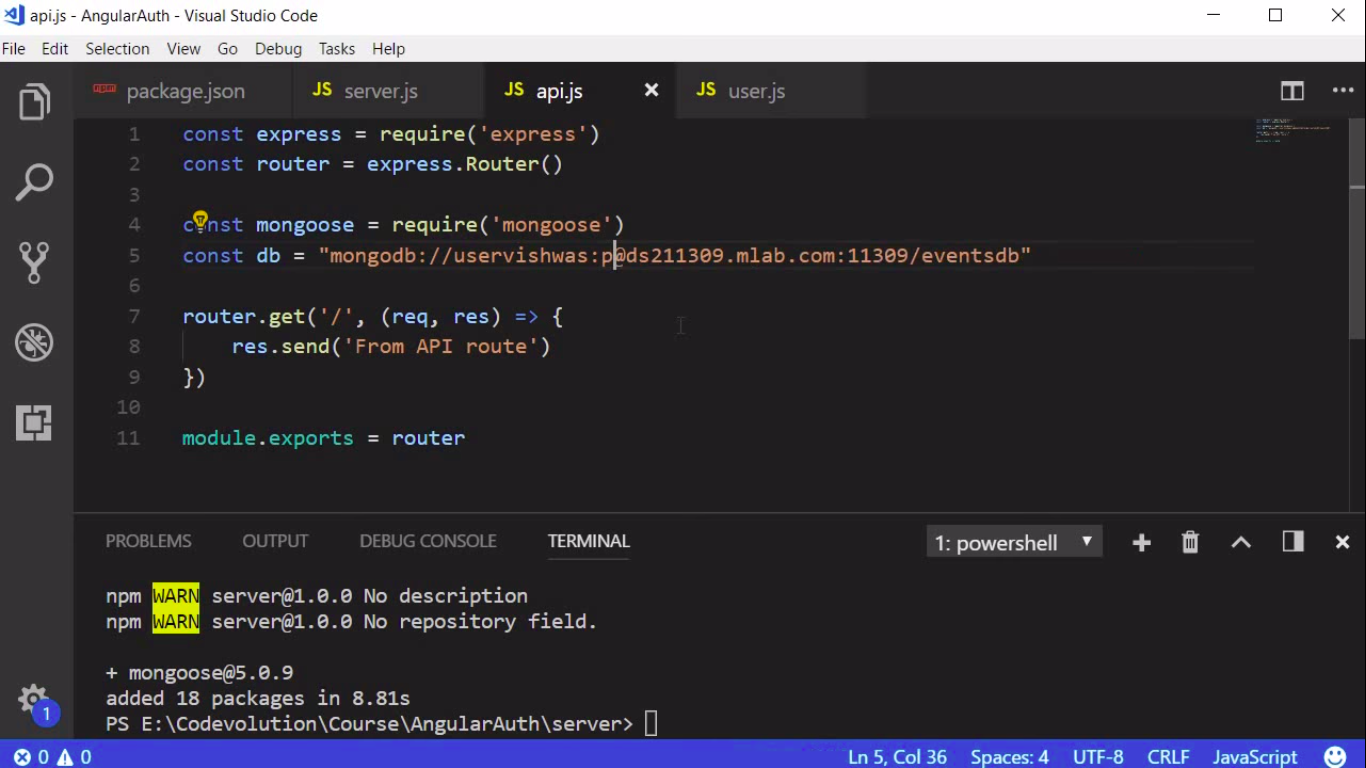 api.js - AngularAuth - Visual Studio Code
File Edit Selection View Go Debug Tasks Help
npm package.json JS server.js JS api.js JS user.js
1 const express = require('express')
2 const router = express.Router()
3
4 const mongoose = require('mongoose')
5 const db = "mongodb://uservishwas:p@ds211309.mlab.com:11309/eventsdb"
6
7 router.get('/', (req, res) => {
8 res.send('From API route')
9 })
10
11 module.exports = router
PROBLEMS OUTPUT DEBUG CONSOLE TERMINAL 1: powershell
npm WARN server@1.0.0 No description
npm WARN server@1.0.0 No repository field.
+ mongoose@5.0.9
added 18 packages in 8.81s
PS E:\Codevolution\Course\AngularAuth\server>
1
0 0 Ln 5, Col 36 Spaces: 4 UTF-8 CRLF JavaScript